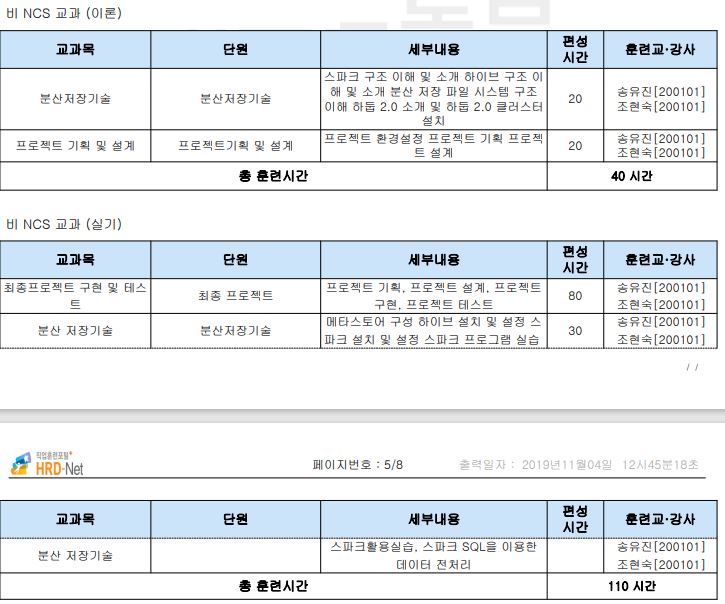 비 NCS 교과 (이론)
교과목 단원 세부내용 편성 시간 훈련교·강사
분산저장기술 분산저장기술 스파크 구조 이해 및 소개 하이브 구조 이
해 및 소개 분산 저장 파일 시스템 구조
이해 하둡 2.0 소개 및 하둡 2.0 클러스터
설치 20 송유진[200101]
조현숙[200101]
프로젝트 기획 및 설계 프로젝트기획 및 설계 프로젝트 환경설정 프로젝트 기획 프로젝
트 설계 20 송유진[200101]
조현숙[200101]
총 훈련시간 40 시간
비 NCS 교과 (실기)
교과목 단원 세부내용 편성 시간 훈련교·강사
최종프로젝트 구현 및 테스
트 최종 프로젝트 프로젝트 기획, 프로젝트 설계, 프로젝트
구현, 프로젝트 테스트 80 송유진[200101]
조현숙[200101]
분산 저장기술 분산저장기술 메타스토어 구성 하이브 설치 및 설정 스
파크 설치 및 설정 스파크 프로그램 실습 30 송유진[200101]
조현숙[200101]
/ /
직업훈련포털
HRD-Net
페이지번호 : 5/8 출력일자 : 2019년11월04일 12시45분18초
교과목 단원 세부내용 편성 시간 훈련교·강사
분산 저장기술 스파크활용실습, 스파크 SQL을 이용한
데이터 전처리 송유진[200101]
조현숙[200101]
총 훈련시간 110 시간